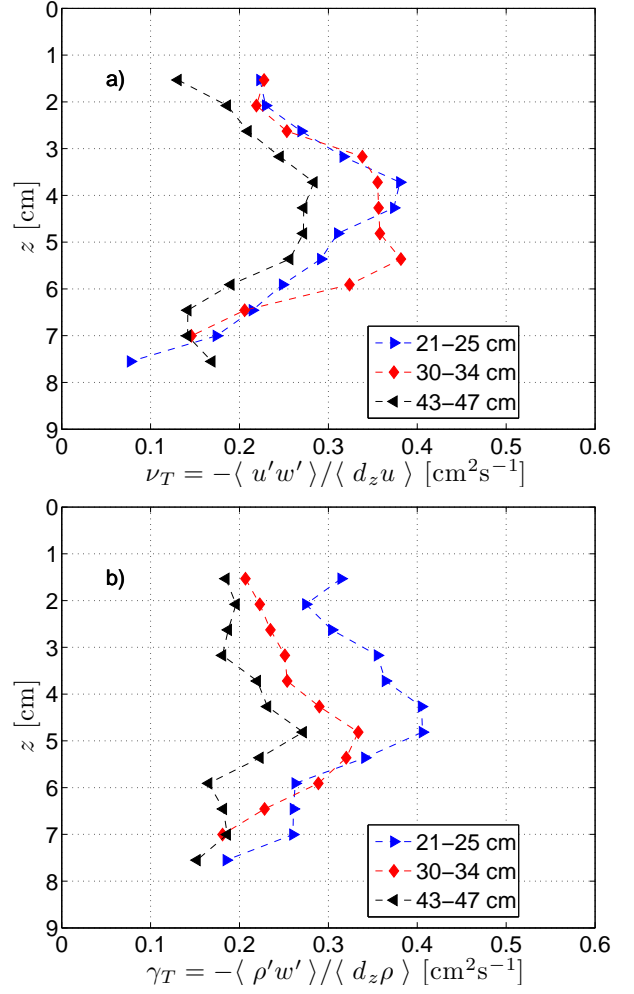 0
1
2
3
4
5
6
7
8
9
z [cm]
a)
21−25 cm
30−34 cm
43−47 cm
0 0.1 0.2 0.3 0.4 0.5 0.6
ν_T = −⟨ u′w′ ⟩/⟨ d_z u ⟩ [cm²s⁻¹]
0
1
2
3
4
5
6
7
8
9
z [cm]
b)
21−25 cm
30−34 cm
43−47 cm
0 0.1 0.2 0.3 0.4 0.5 0.6
γ_T = −⟨ ρ′w′ ⟩/⟨ d_z ρ ⟩ [cm²s⁻¹]